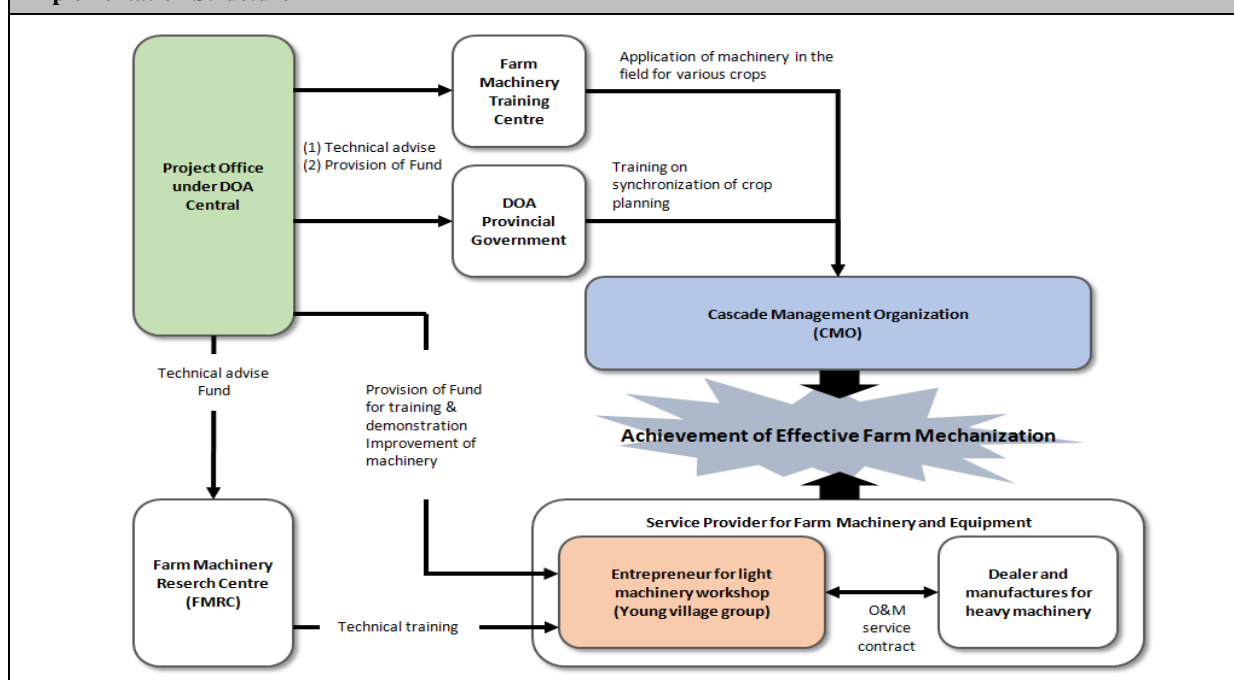 Farm
Machinery
Training
Centre
Application of machinery in the
field for various crops
Project Office
under DOA
Central
(1) Technical advise
(2) Provision of Fund
DOA
Provincial
Government
Training on
synchronization of crop
planning
Cascade Management Organization
(CMO)
Technical advise
Fund
Provision of Fund
for training &
demonstration
Improvement of
machinery
Achievement of Effective Farm Mechanization
Service Provider for Farm Machinery and Equipment
Farm Machinery
Reserch Centre
(FMRC)
Technical training
Entrepreneur for light
machinery workshop
(Young village group)
O&M
service
contract
Dealer and
manufactures for
heavy machinery